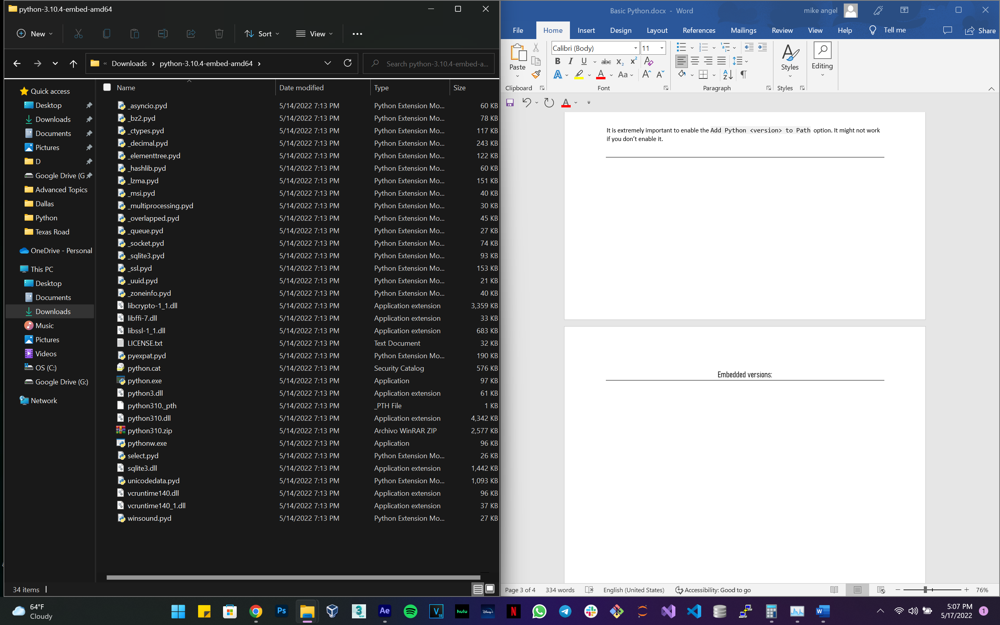 python-3.10.4-embed-amd64
New
Sort
View
« Downloads > python-3.10.4-embed-amd64 >
Search python-3.10.4-embed-a...
Quick access
Desktop
Downloads
Documents
Pictures
D
Google Drive (G
Advanced Topics
Dallas
Python
Texas Road
OneDrive - Personal
This PC
Desktop
Documents
Downloads
Music
Pictures
Videos
OS (C:)
Google Drive (G:)
Network
Name Date modified Type Size
_asyncio.pyd 5/14/2022 7:13 PM Python Extension Mo... 60 KB
_bz2.pyd 5/14/2022 7:13 PM Python Extension Mo... 78 KB
_ctypes.pyd 5/14/2022 7:13 PM Python Extension Mo... 117 KB
_decimal.pyd 5/14/2022 7:13 PM Python Extension Mo... 243 KB
_elementtree.pyd 5/14/2022 7:13 PM Python Extension Mo... 122 KB
_hashlib.pyd 5/14/2022 7:13 PM Python Extension Mo... 60 KB
_lzma.pyd 5/14/2022 7:13 PM Python Extension Mo... 151 KB
_msi.pyd 5/14/2022 7:13 PM Python Extension Mo... 40 KB
_multiprocessing.pyd 5/14/2022 7:13 PM Python Extension Mo... 30 KB
_overlapped.pyd 5/14/2022 7:13 PM Python Extension Mo... 45 KB
_queue.pyd 5/14/2022 7:13 PM Python Extension Mo... 27 KB
_socket.pyd 5/14/2022 7:13 PM Python Extension Mo... 74 KB
_sqlite3.pyd 5/14/2022 7:13 PM Python Extension Mo... 93 KB
_ssl.pyd 5/14/2022 7:13 PM Python Extension Mo... 153 KB
_uuid.pyd 5/14/2022 7:13 PM Python Extension Mo... 21 KB
_zoneinfo.pyd 5/14/2022 7:13 PM Python Extension Mo... 40 KB
libcrypto-1_1.dll 5/14/2022 7:13 PM Application extension 3,359 KB
libffi-7.dll 5/14/2022 7:13 PM Application extension 33 KB
libssl-1_1.dll 5/14/2022 7:13 PM Application extension 683 KB
LICENSE.txt 5/14/2022 7:13 PM Text Document 32 KB
pyexpat.pyd 5/14/2022 7:13 PM Python Extension Mo... 190 KB
python.cat 5/14/2022 7:13 PM Security Catalog 576 KB
python.exe 5/14/2022 7:13 PM Application 97 KB
python3.dll 5/14/2022 7:13 PM Application extension 61 KB
python310._pth 5/14/2022 7:13 PM _PTH File 1 KB
python310.dll 5/14/2022 7:13 PM Application extension 4,342 KB
python310.zip 5/14/2022 7:13 PM Archivo WinRAR ZIP 2,577 KB
pythonw.exe 5/14/2022 7:13 PM Application 96 KB
select.pyd 5/14/2022 7:13 PM Python Extension Mo... 26 KB
sqlite3.dll 5/14/2022 7:13 PM Application extension 1,442 KB
unicodedata.pyd 5/14/2022 7:13 PM Python Extension Mo... 1,093 KB
vcruntime140.dll 5/14/2022 7:13 PM Application extension 96 KB
vcruntime140_1.dll 5/14/2022 7:13 PM Application extension 37 KB
winsound.pyd 5/14/2022 7:13 PM Python Extension Mo... 27 KB
34 items
Basic Python.docx - Word
mike angel
File Home Insert Design Layout References Mailings Review View Help Tell me Share
Paste
Clipboard
Calibri (Body) 11
B I U abc X₂ X² A
A A Aa A A
Font
Paragraph
Styles
Styles
Editing
It is extremely important to enable the Add Python <version> to Path option. It might not work
if you don't enable it.
Embedded versions:
Page 3 of 4 334 words English (United States) Accessibility: Good to go 76%
64°F
Cloudy
Ps
3
MAX
Ae
V
18
hulu
Disney+
N
W
5:07 PM
5/17/2022
1